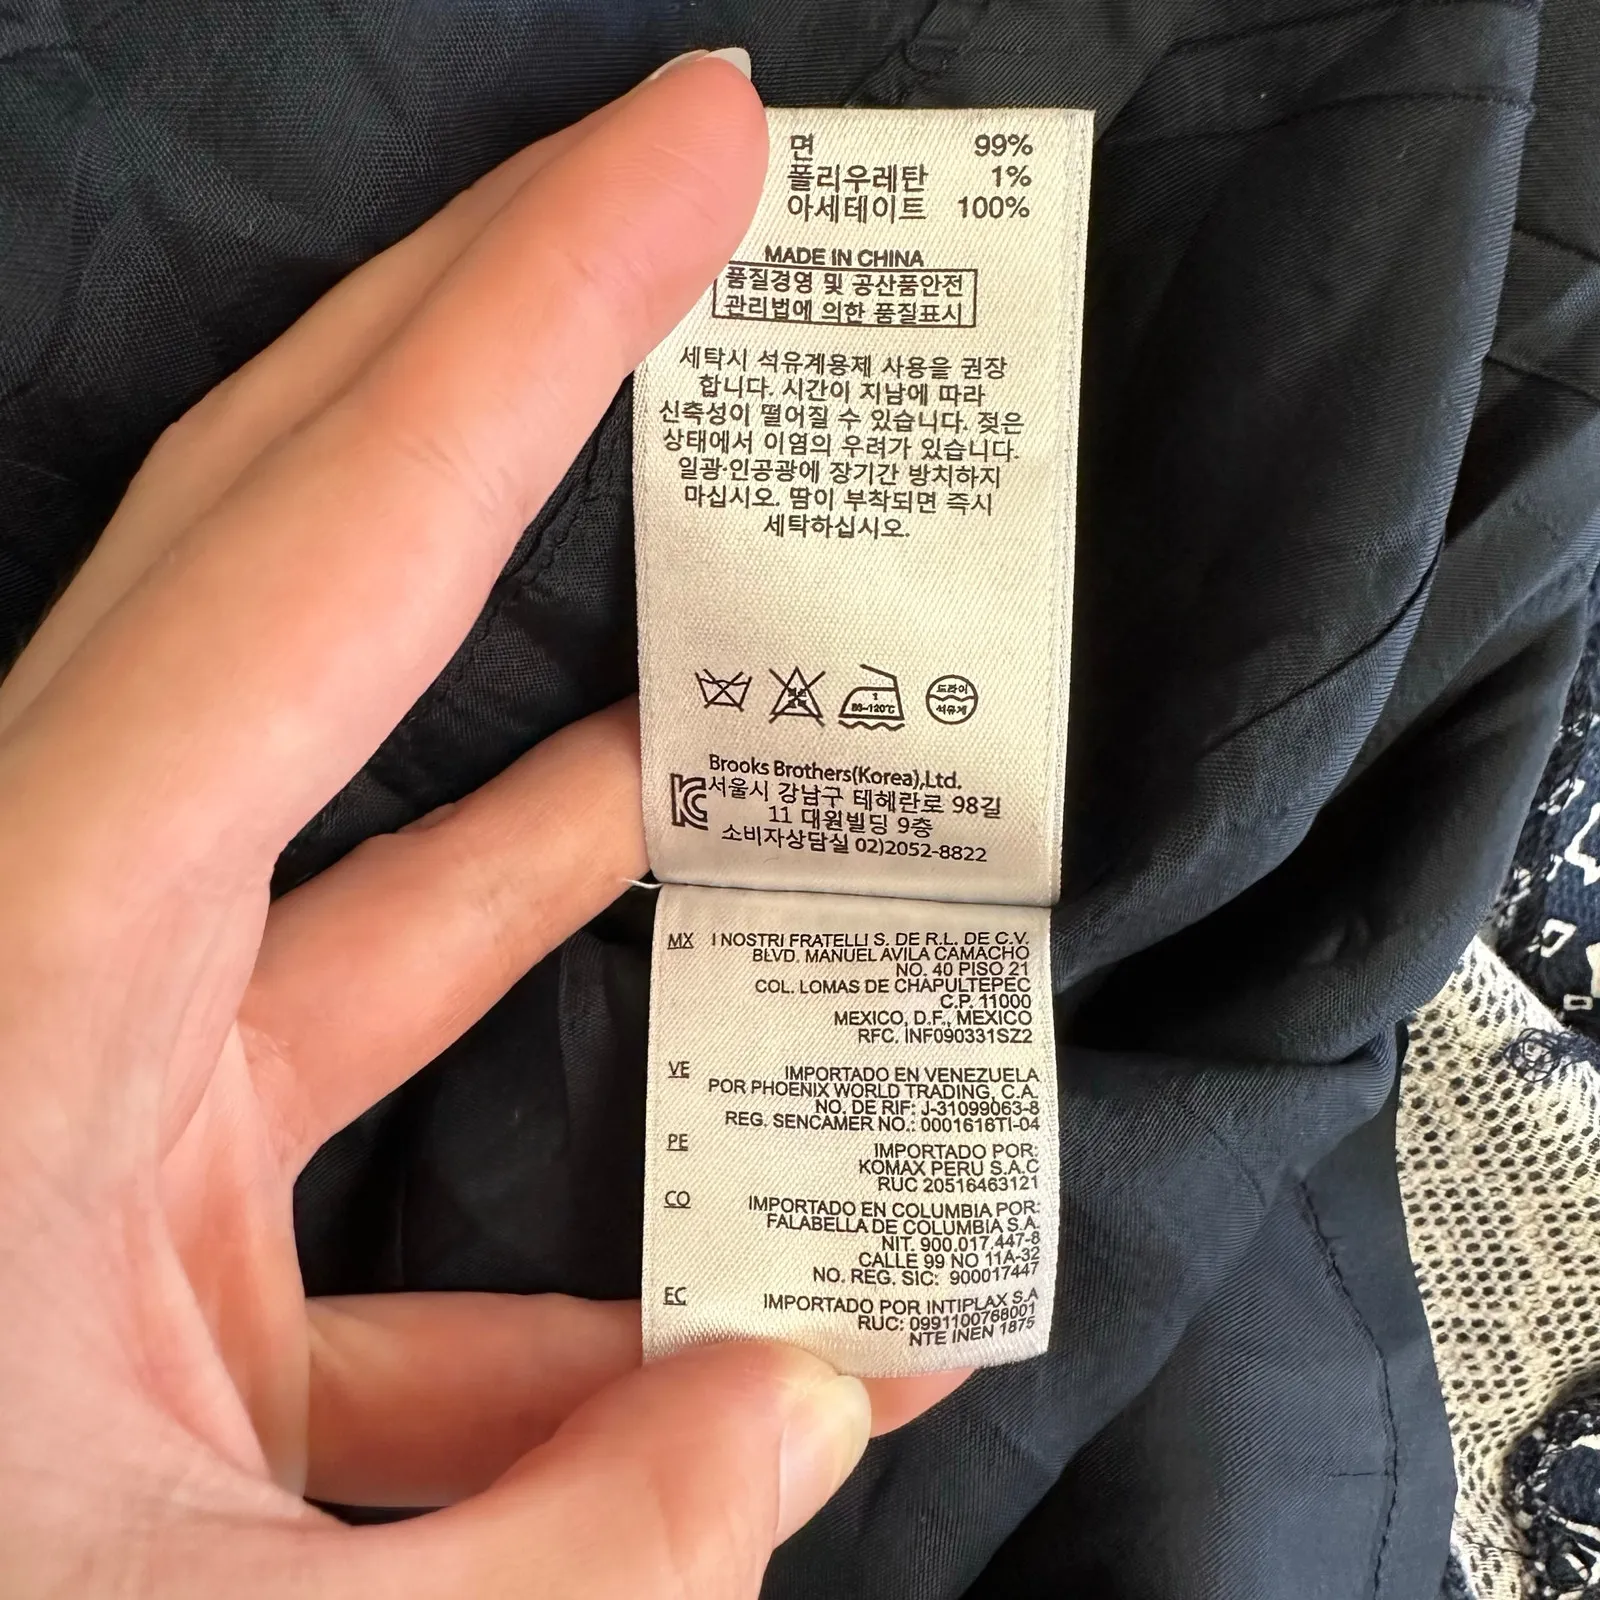 면 99%
폴리우레탄 1%
아세테이트 100%
MADE IN CHINA
품질경영 및 공산품안전
관리법에 의한 품질표시
세탁시 석유계용제 사용을 권장
합니다. 시간이 지남에 따라
신축성이 떨어질 수 있습니다. 젖은
상태에서 이염의 우려가 있습니다.
일광·인공광에 장기간 방치하지
마십시오. 땀이 부착되면 즉시
세탁하십시오.
1
80~120℃
드라이
석유계
Brooks Brothers(Korea),Ltd.
서울시 강남구 테헤란로 98길
11 대원빌딩 9층
소비자상담실 02)2052-8822
MX I NOSTRI FRATELLI S. DE R.L. DE C.V.
BLVD. MANUEL AVILA CAMACHO
NO. 40 PISO 21
COL. LOMAS DE CHAPULTEPEC
C.P. 11000
MEXICO, D.F., MEXICO
RFC. INF090331SZ2
VE IMPORTADO EN VENEZUELA
POR PHOENIX WORLD TRADING, C.A.
NO. DE RIF: J-31099063-8
REG. SENCAMER NO.: 0001616TI-04
PE IMPORTADO POR:
KOMAX PERU S.A.C
RUC 20516463121
CO IMPORTADO EN COLUMBIA POR:
FALABELLA DE COLUMBIA S.A.
NIT. 900.017.447-8
CALLE 99 NO 11A-32
NO. REG. SIC: 900017447
EC IMPORTADO POR INTIPLAX S.A
RUC: 0991100768001
NTE INEN 1875